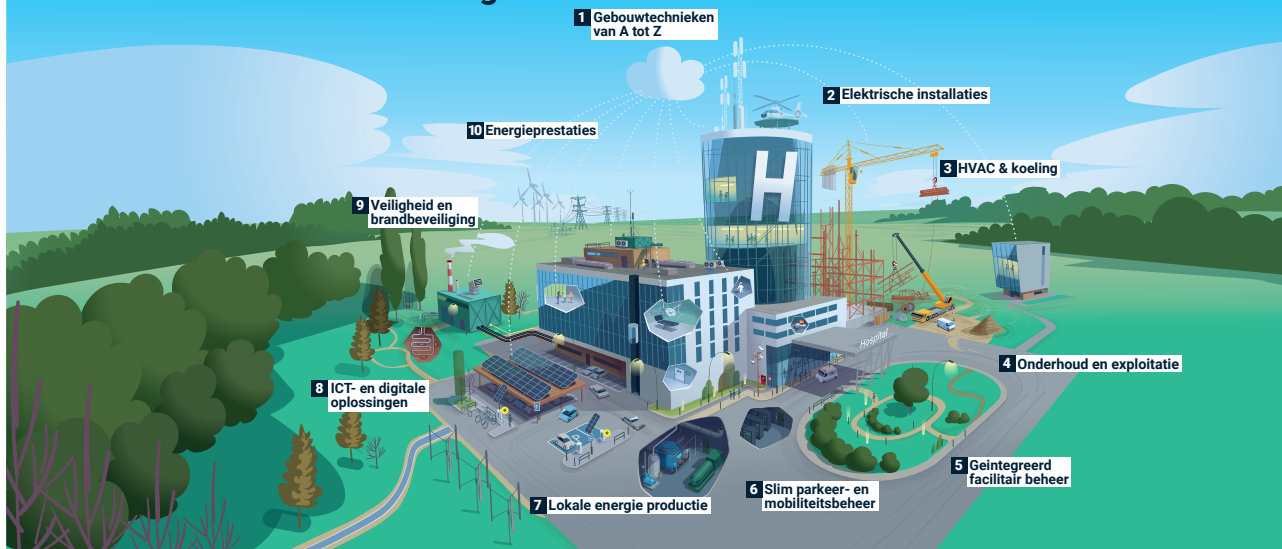 1 Gebouwtechnieken
van A tot Z
2 Elektrische installaties
10 Energieprestaties
3 HVAC & koeling
9 Veiligheid en
brandbeveiliging
H
Hospital
4 Onderhoud en exploitatie
8 ICT- en digitale
oplossingen
5 Geintegreerd
facilitair beheer
6 Slim parkeer- en
mobiliteitsbeheer
7 Lokale energie productie